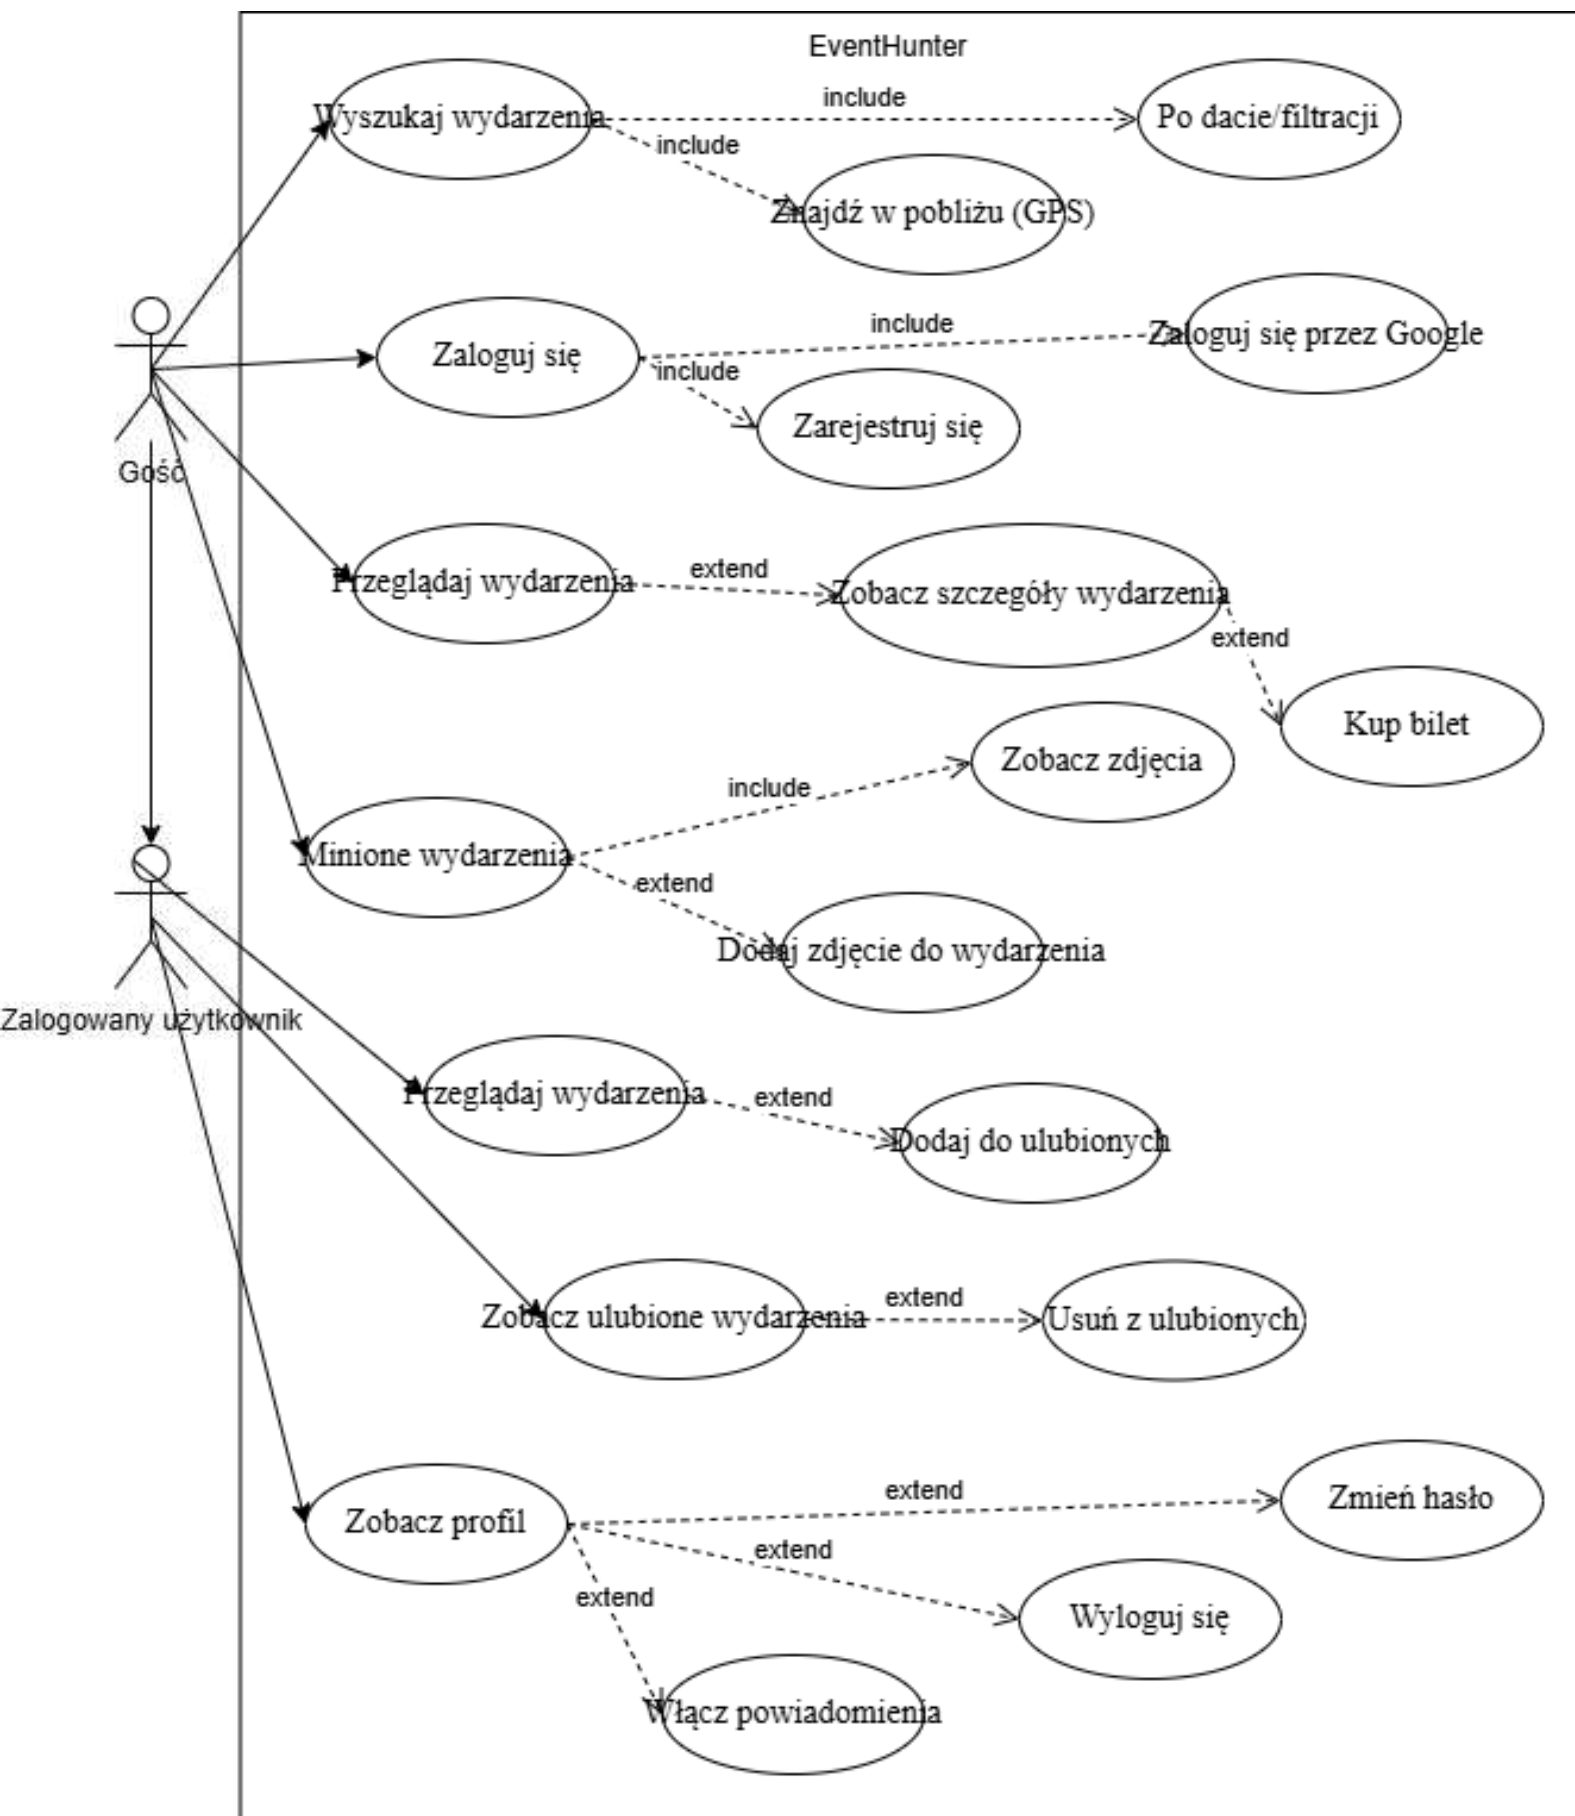 EventHunter
Wyszukaj wydarzenia
include
Po dacie/filtracji
include
Znajdź w pobliżu (GPS)
Zaloguj się
include
Zaloguj się przez Google
include
Zarejestruj się
Gość
Przeglądaj wydarzenia
extend
Zobacz szczegóły wydarzenia
extend
Kup bilet
Minione wydarzenia
include
Zobacz zdjęcia
extend
Dodaj zdjęcie do wydarzenia
Zalogowany użytkownik
Przeglądaj wydarzenia
extend
Dodaj do ulubionych
Zobacz ulubione wydarzenia
extend
Usuń z ulubionych
Zobacz profil
extend
Zmień hasło
extend
Wyloguj się
extend
Włącz powiadomienia